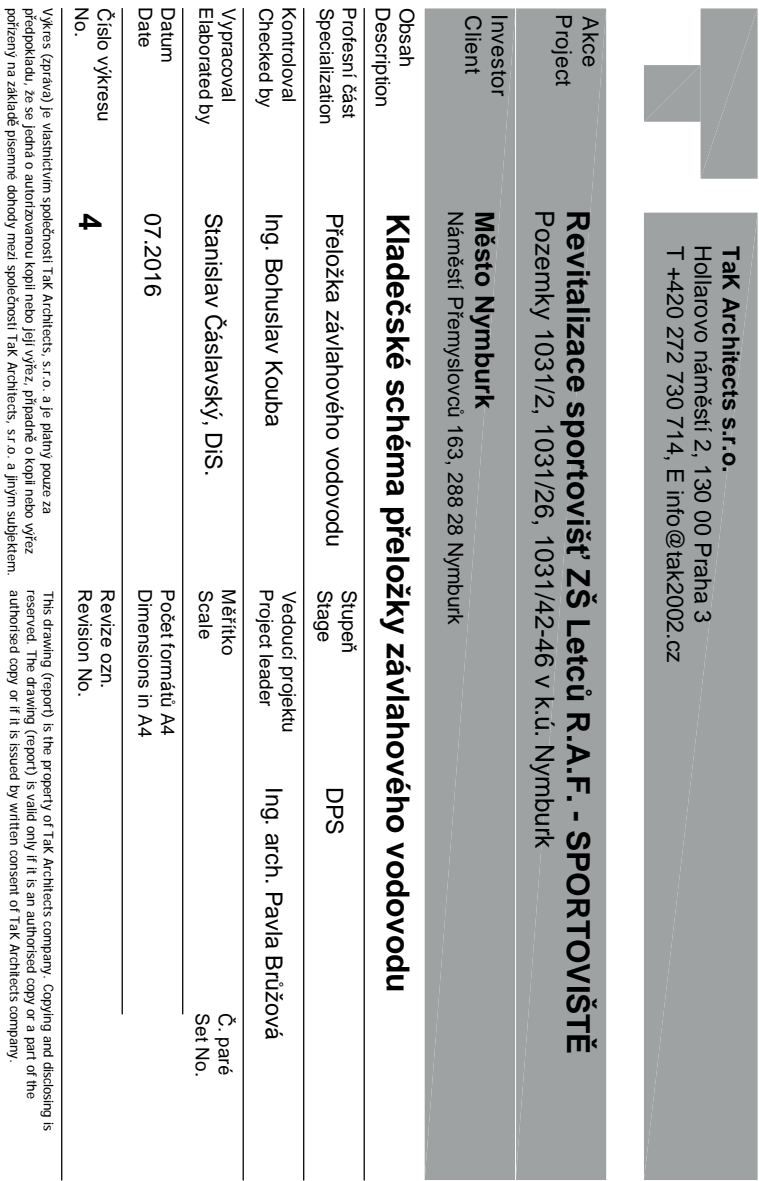 TaK Architects s.r.o.
Hollarovo náměstí 2, 130 00 Praha 3
T +420 272 730 714, E info@tak2002.cz
Akce
Project
Revitalizace sportovišť ZŠ Letců R.A.F. - SPORTOVIŠTĚ
Pozemky 1031/2, 1031/26, 1031/42-46 v k.ú. Nymburk
Investor
Client
Město Nymburk
Náměstí Přemyslovců 163, 288 28 Nymburk
Obsah
Description
Kladečské schéma přeložky závlahového vodovodu
Profesní část
Specialization
Přeložka závlahového vodovodu
Stupeň
Stage
DPS
Kontroloval
Checked by
Ing. Bohuslav Kouba
Vedoucí projektu
Project leader
Ing. arch. Pavla Brůžová
Vypracoval
Elaborated by
Stanislav Čáslavský, DiS.
Měřítko
Scale
Č. paré
Set No.
Datum
Date
07.2016
Počet formátů A4
Dimensions in A4
Číslo výkresu
No.
4
Revize ozn.
Revision No.
Výkres (zpráva) je vlastnictvím společnosti TaK Architects, s.r.o. a je platný pouze za
předpokladu, že se jedná o autorizovanou kopii nebo její výřez, případně o kopii nebo výřez
pořízený na základě písemné dohody mezi společností TaK Architects, s.r.o. a jiným subjektem.
This drawing (report) is the property of TaK Architects company. Copying and disclosing is
reserved. The drawing (report) is valid only if it is an authorised copy or a part of the
authorised copy or if it is issued by written consent of TaK Architects company.